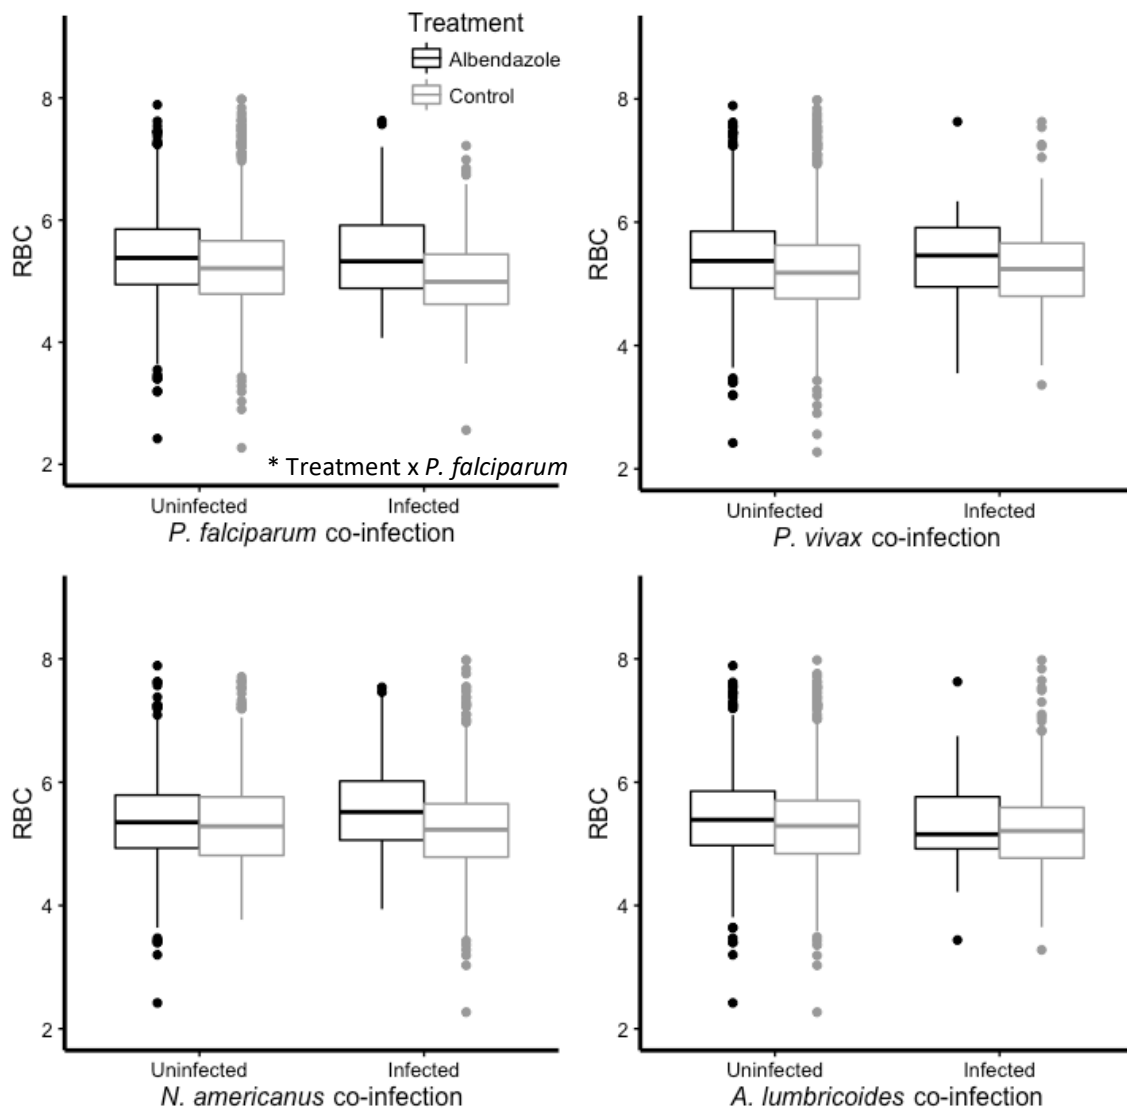 Treatment
Albendazole
Control
8
6
4
2
RBC
* Treatment x P. falciparum
Uninfected
Infected
P. falciparum co-infection
8
6
4
2
RBC
Uninfected
Infected
P. vivax co-infection
8
6
4
2
RBC
Uninfected
Infected
N. americanus co-infection
8
6
4
2
RBC
Uninfected
Infected
A. lumbricoides co-infection